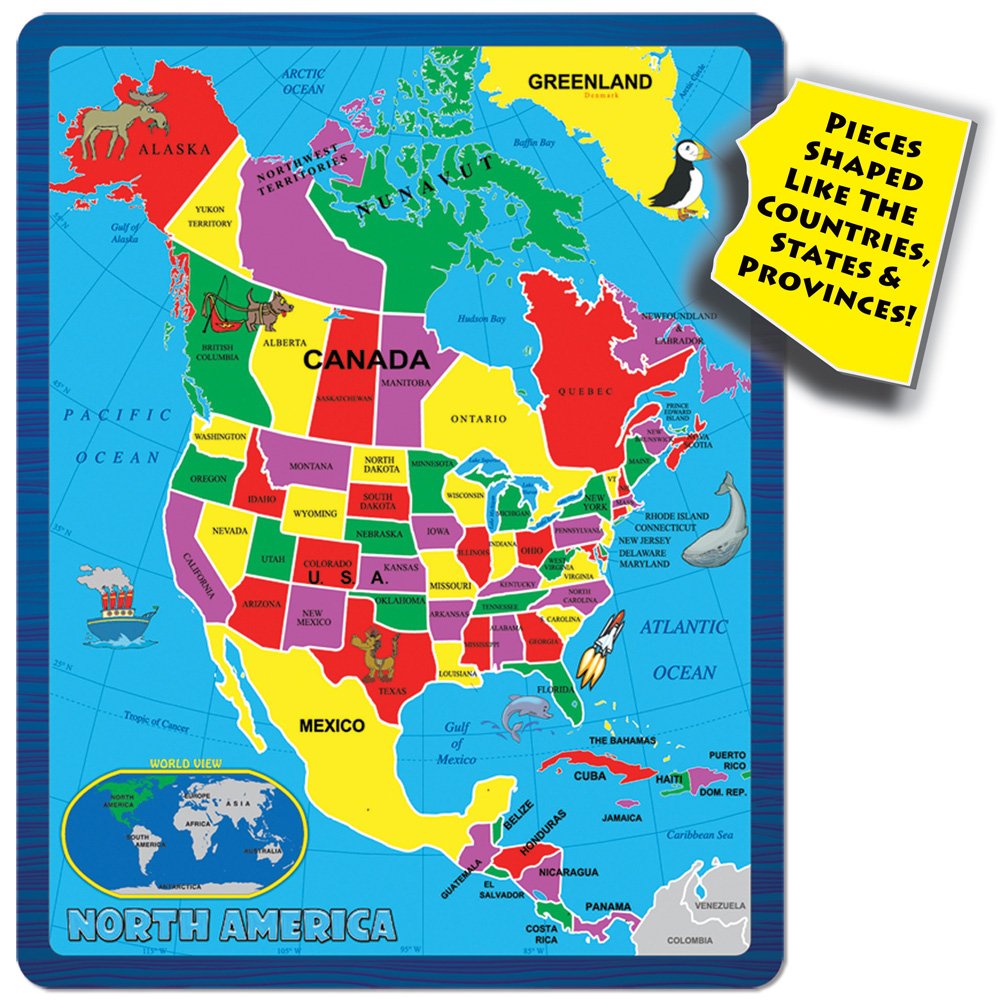 ARCTIC
OCEAN
GREENLAND
Denmark
Arctic Circle
Baffin Bay
PIECES
SHAPED
LIKE THE
COUNTRIES,
STATES &
PROVINCES!
ALASKA
NORTHWEST
TERRITORIES
NUNAVUT
YUKON
TERRITORY
Gulf of
Alaska
Hudson Bay
NEWFOUNDLAND
&
LABRADOR
BRITISH
COLUMBIA
ALBERTA
CANADA
SASKATCHEWAN
MANITOBA
ONTARIO
QUEBEC
PRINCE
EDWARD
ISLAND
NEW
BRUNSWICK
NOVA
SCOTIA
45° N
PACIFIC
OCEAN
WASHINGTON
MONTANA
NORTH
DAKOTA
MINNESOTA
Lake Superior
MAINE
OREGON
IDAHO
WYOMING
SOUTH
DAKOTA
WISCONSIN
MICHIGAN
NEW
YORK
VT
NH
MASS
RHODE ISLAND
CONNECTICUT
NEW JERSEY
DELAWARE
MARYLAND
35° N
NEVADA
UTAH
COLORADO
NEBRASKA
IOWA
ILLINOIS
INDIANA
OHIO
PENNSYLVANIA
CALIFORNIA
U. S. A.
KANSAS
MISSOURI
WEST
VIRGINIA
VIRGINIA
KENTUCKY
ARIZONA
NEW
MEXICO
OKLAHOMA
ARKANSAS
TENNESSEE
NORTH
CAROLINA
S. CAROLINA
MISSISSIPPI
ALABAMA
GEORGIA
ATLANTIC
OCEAN
25° N
TEXAS
LOUISIANA
FLORIDA
Tropic of Cancer
MEXICO
Gulf
of
Mexico
THE BAHAMAS
CUBA
HAITI
PUERTO
RICO
DOM. REP.
JAMAICA
Caribbean Sea
WORLD VIEW
NORTH
AMERICA
EUROPE
ASIA
AFRICA
SOUTH
AMERICA
AUSTRALIA
ANTARCTICA
BELIZE
HONDURAS
GUATEMALA
EL
SALVADOR
NICARAGUA
COSTA
RICA
PANAMA
VENEZUELA
COLOMBIA
NORTH AMERICA
115° W
105° W
95° W
85° W